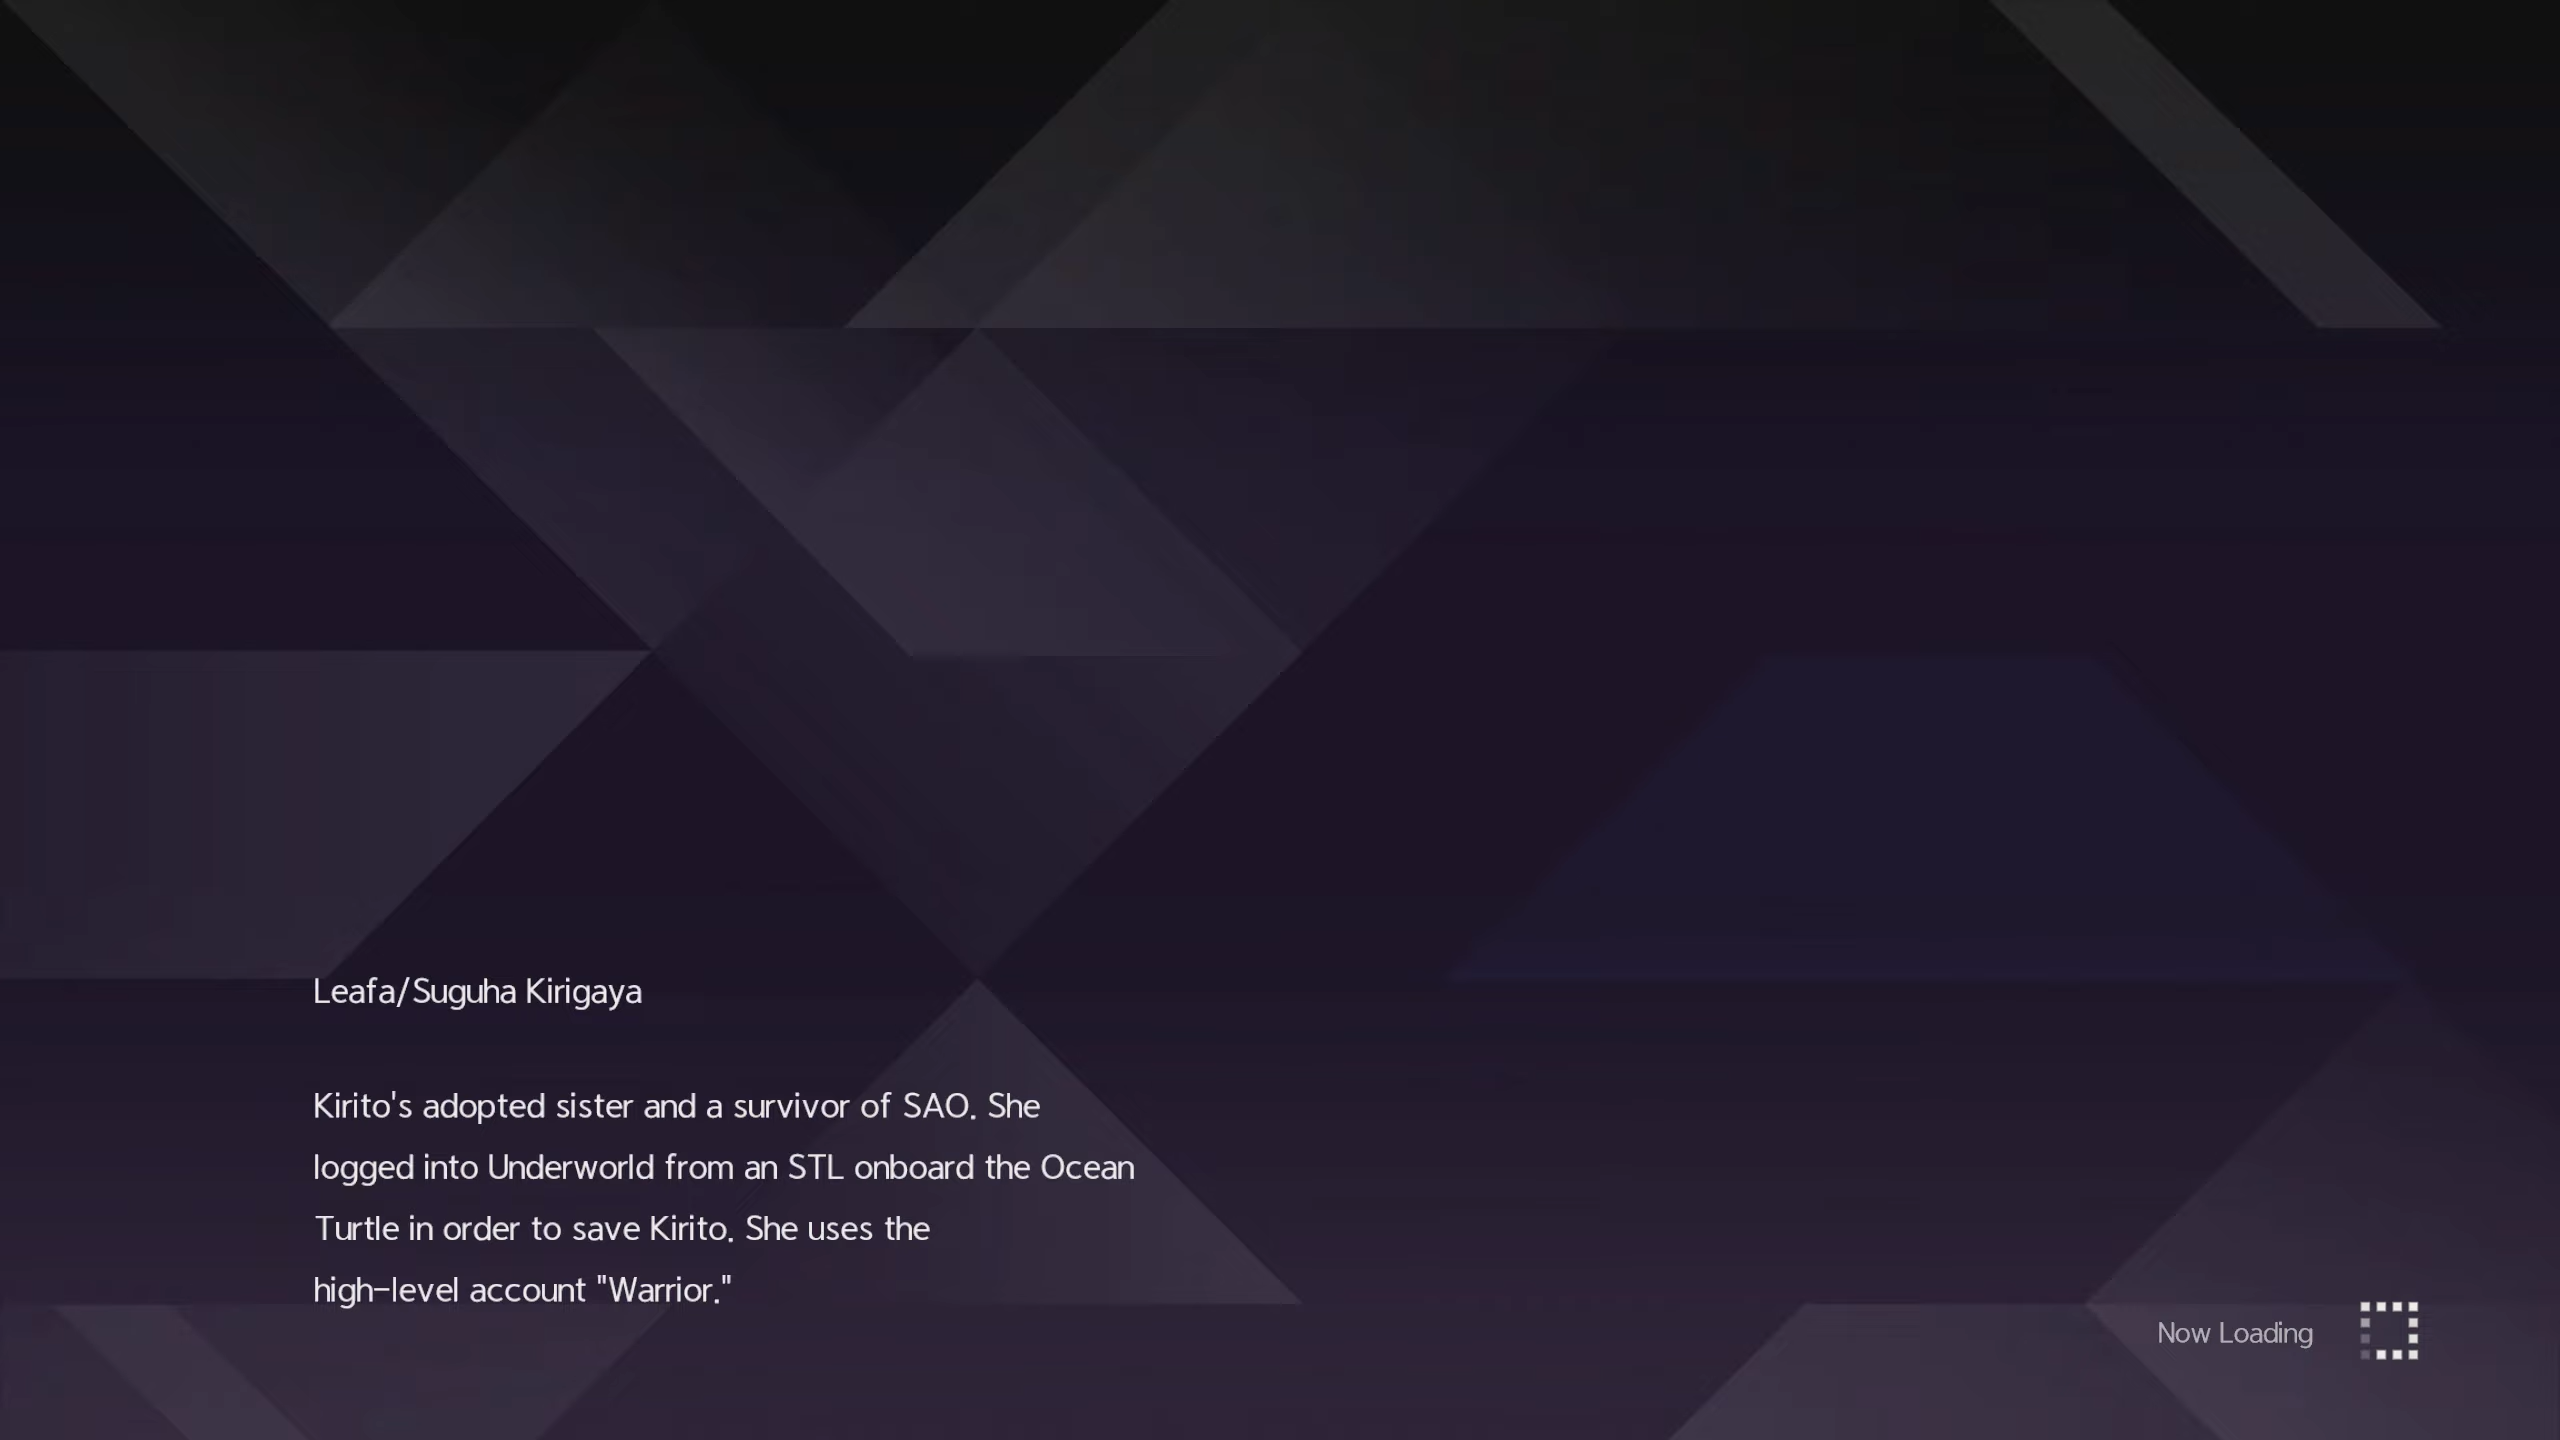 Leafa/Suguha Kirigaya
Kirito's adopted sister and a survivor of SAO. She
logged into Underworld from an STL onboard the Ocean
Turtle in order to save Kirito. She uses the
high-level account "Warrior."
Now Loading